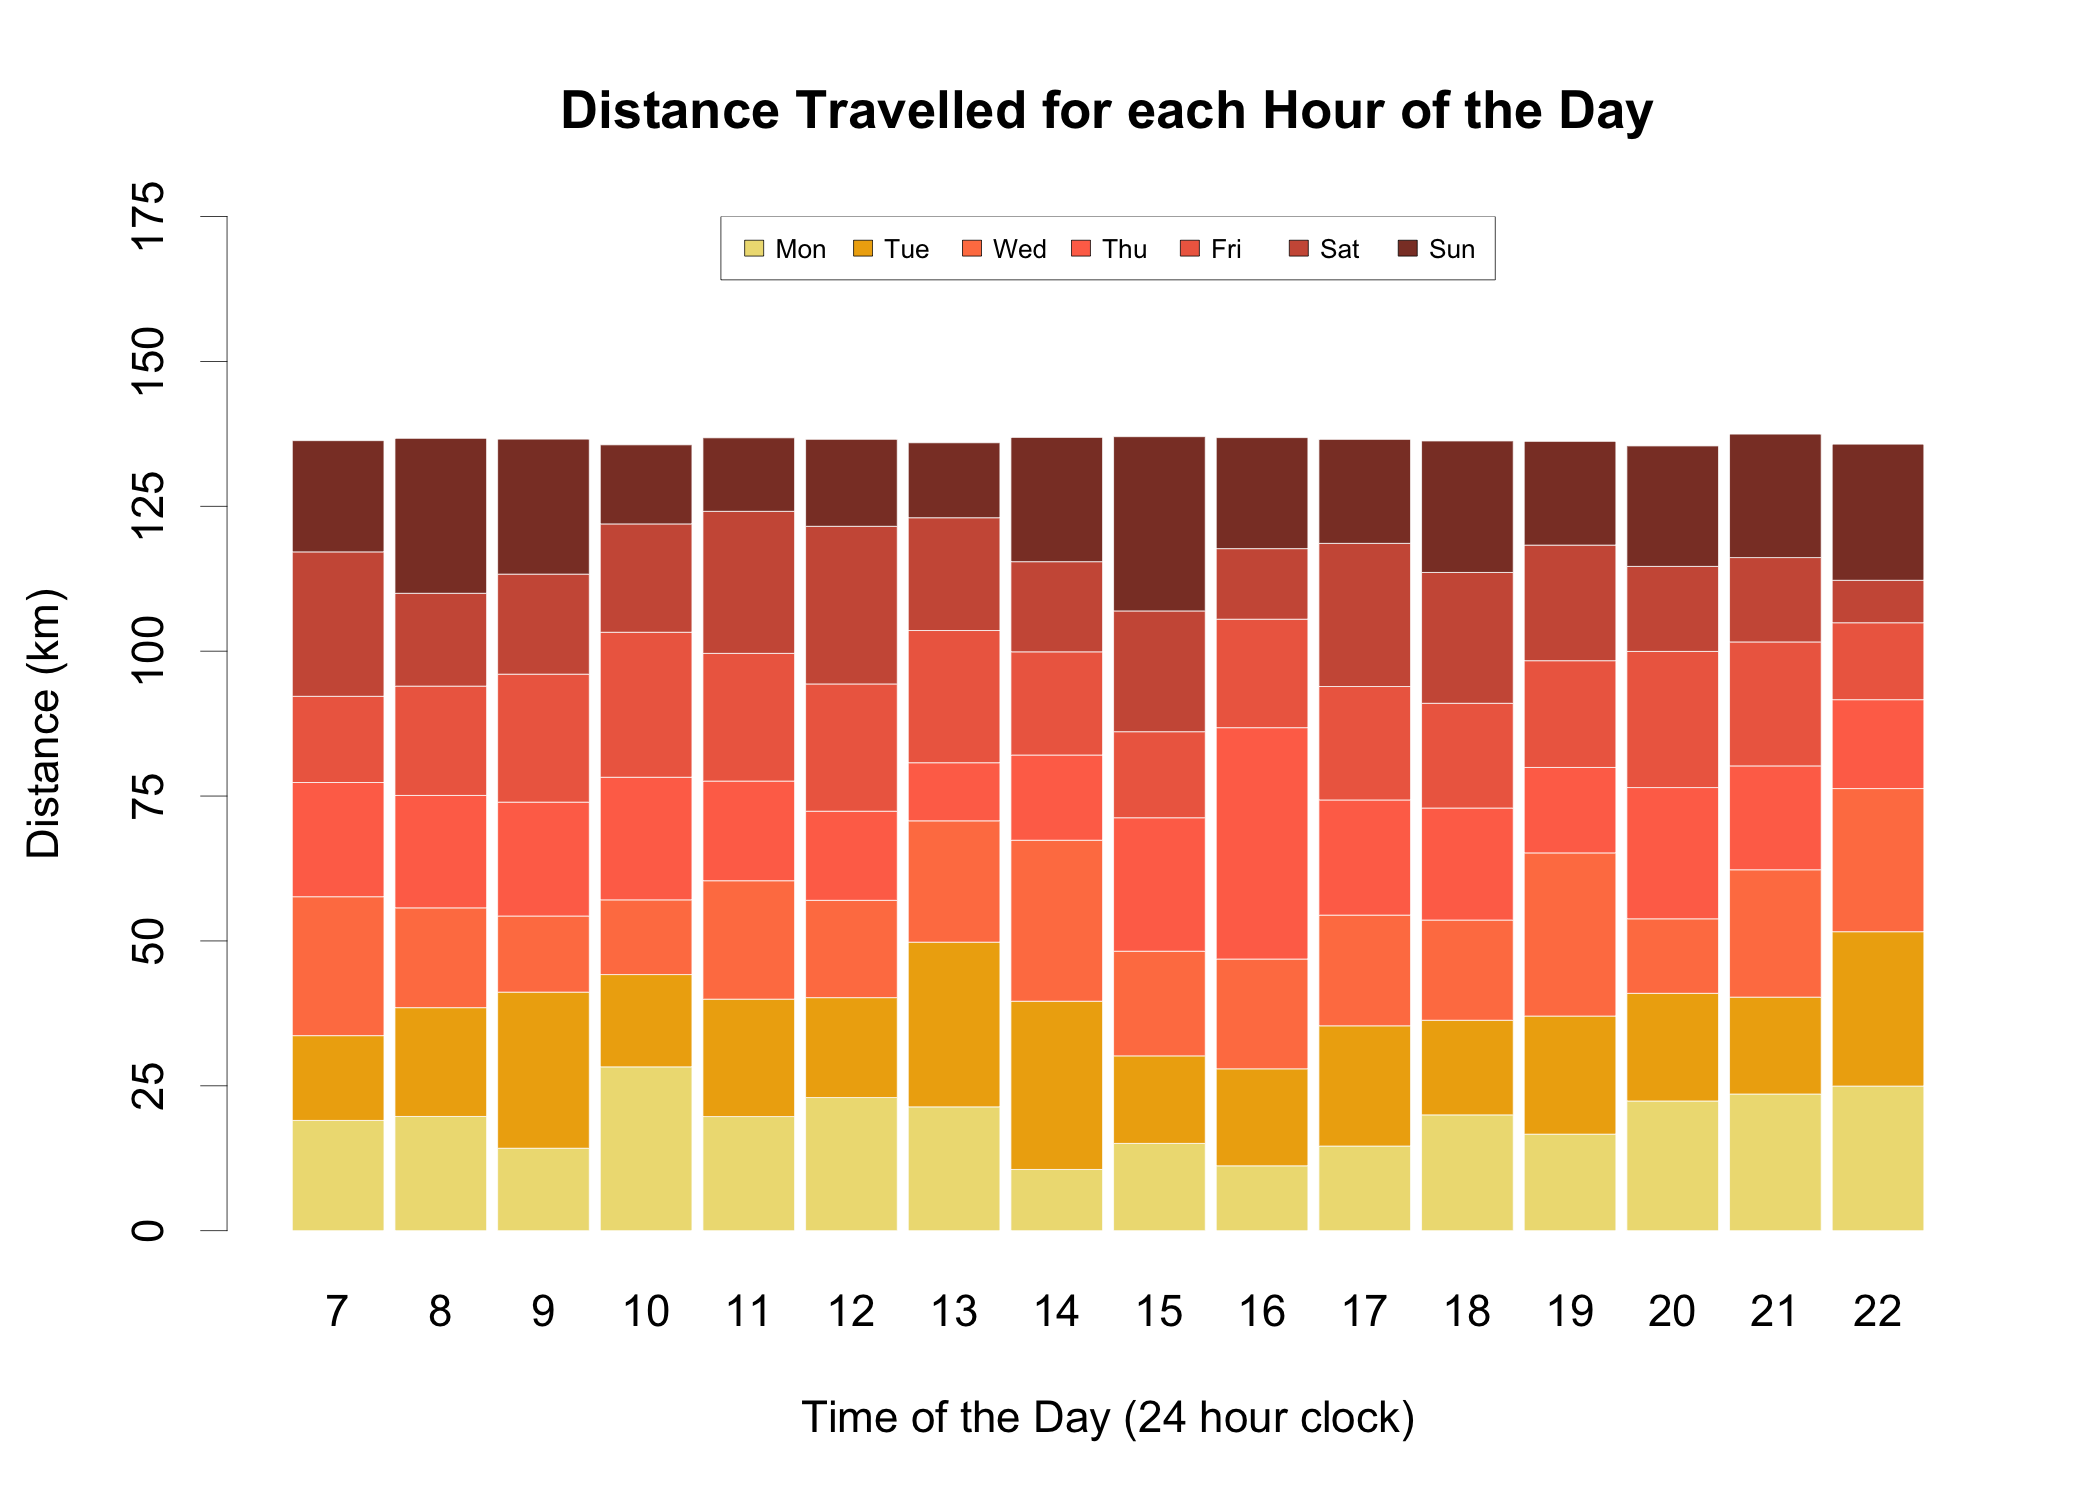 Distance Travelled for each Hour of the Day
Mon Tue Wed Thu Fri Sat Sun
Distance (km)
175
150
125
100
75
50
25
0
7 8 9 10 11 12 13 14 15 16 17 18 19 20 21 22
Time of the Day (24 hour clock)